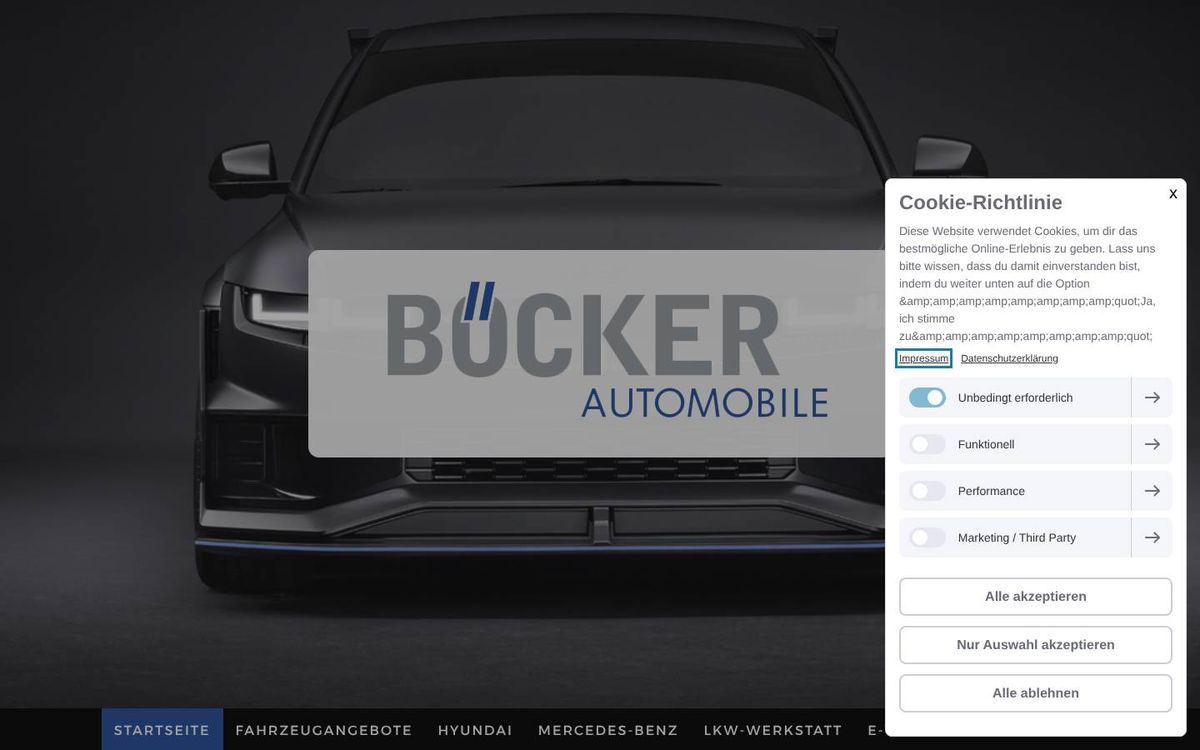 BÖCKER
AUTOMOBILE
x
Cookie-Richtlinie
Diese Website verwendet Cookies, um dir das
bestmögliche Online-Erlebnis zu geben. Lass uns
bitte wissen, dass du damit einverstanden bist,
indem du weiter unten auf die Option
&amp;amp;amp;amp;amp;amp;amp;amp;quot;Ja,
ich stimme
zu&amp;amp;amp;amp;amp;amp;amp;amp;quot;
Impressum Datenschutzerklärung
Unbedingt erforderlich
Funktionell
Performance
Marketing / Third Party
Alle akzeptieren
Nur Auswahl akzeptieren
Alle ablehnen
STARTSEITE FAHRZEUGANGEBOTE HYUNDAI MERCEDES-BENZ LKW-WERKSTATT E-